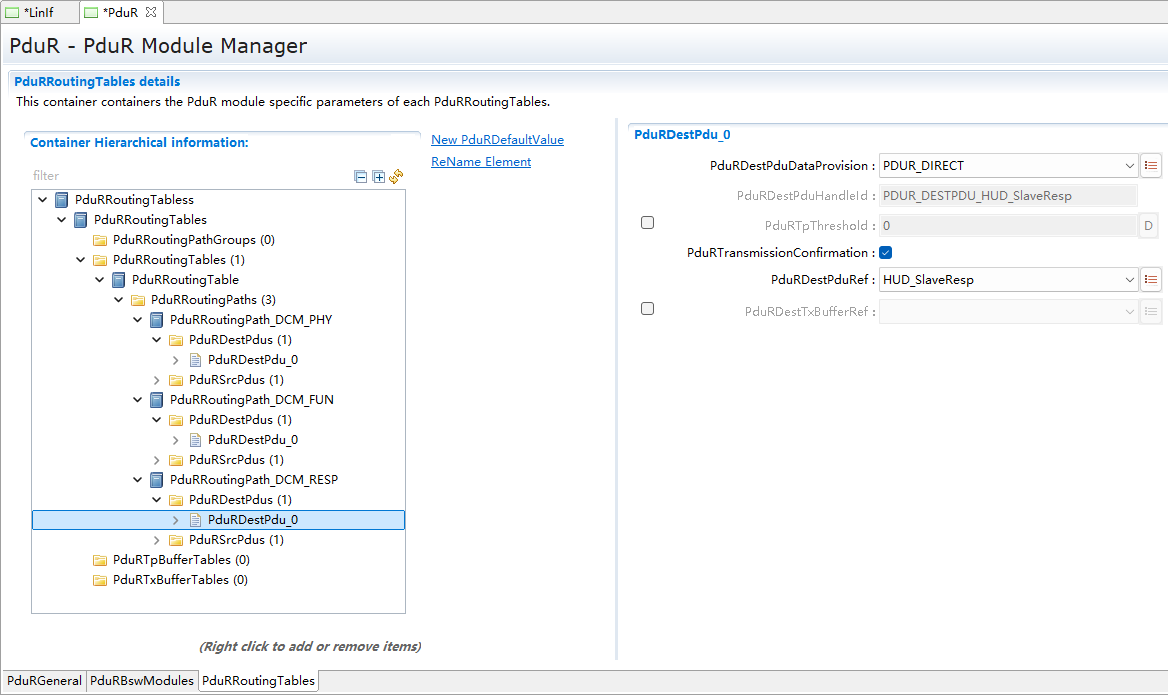 *LinIf
*PduR
PduR - PduR Module Manager
PduRRoutingTables details
This container containers the PduR module specific parameters of each PduRRoutingTables.
Container Hierarchical information:
filter
PduRRoutingTabless
PduRRoutingTables
PduRRoutingPathGroups (0)
PduRRoutingTables (1)
PduRRoutingTable
PduRRoutingPaths (3)
PduRRoutingPath_DCM_PHY
PduRDestPdus (1)
PduRDestPdu_0
PduRSrcPdus (1)
PduRRoutingPath_DCM_FUN
PduRDestPdus (1)
PduRDestPdu_0
PduRSrcPdus (1)
PduRRoutingPath_DCM_RESP
PduRDestPdus (1)
PduRDestPdu_0
PduRSrcPdus (1)
PduRTpBufferTables (0)
PduRTxBufferTables (0)
(Right click to add or remove items)
New PduRDefaultValue
ReName Element
PduRDestPdu_0
PduRDestPduDataProvision : PDUR_DIRECT
PduRDestPduHandleId : PDUR_DESTPDU_HUD_SlaveResp
PduRTpThreshold : 0 D
PduRTransmissionConfirmation :
PduRDestPduRef : HUD_SlaveResp
PduRDestTxBufferRef :
PduRGeneral PduRBswModules PduRRoutingTables